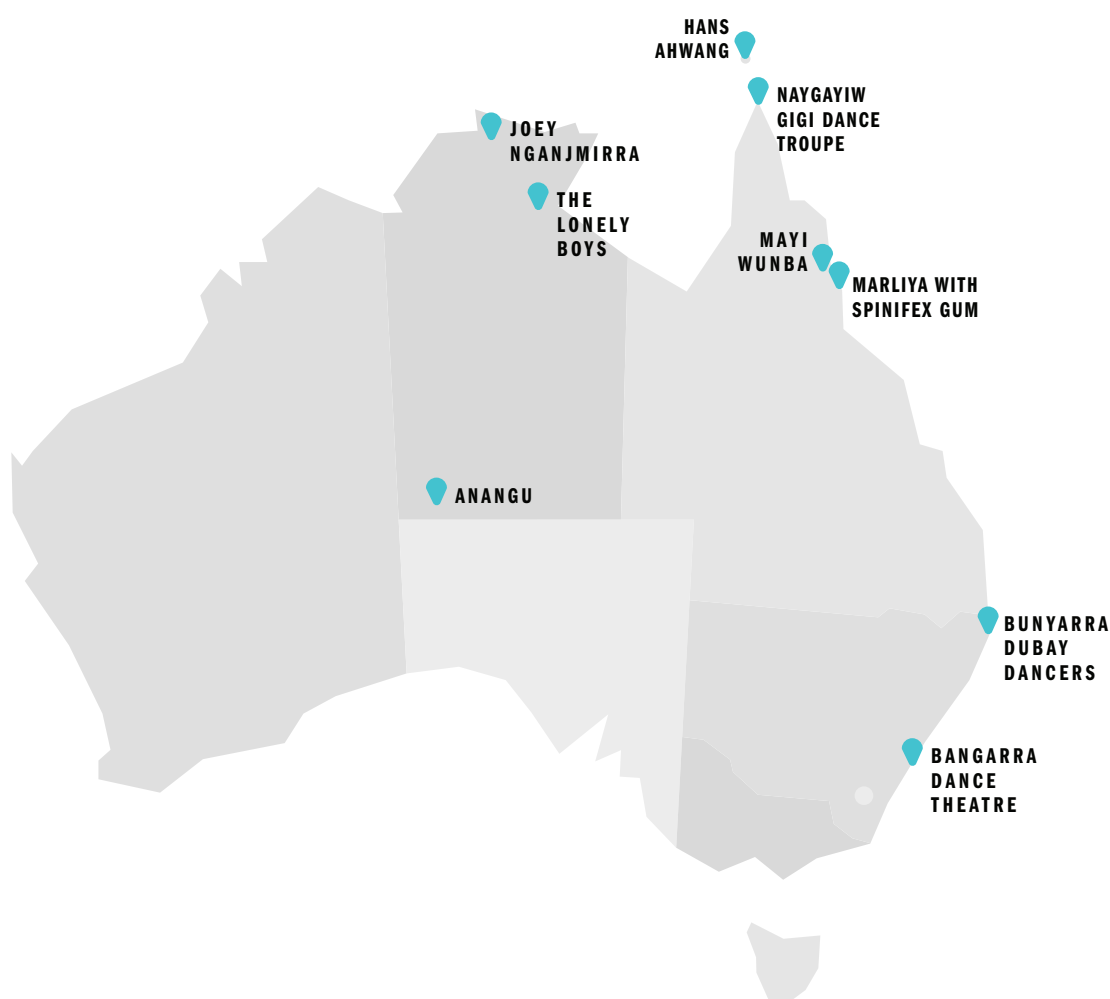 HANS
AHWANG
NAYGAYIW
GIGI DANCE
TROUPE
JOEY
NGANJMIRRA
THE
LONELY
BOYS
MAYI
WUNBA
MARLIYA WITH
SPINIFEX GUM
ANANGU
BUNYARRA
DUBAY
DANCERS
BANGARRA
DANCE
THEATRE